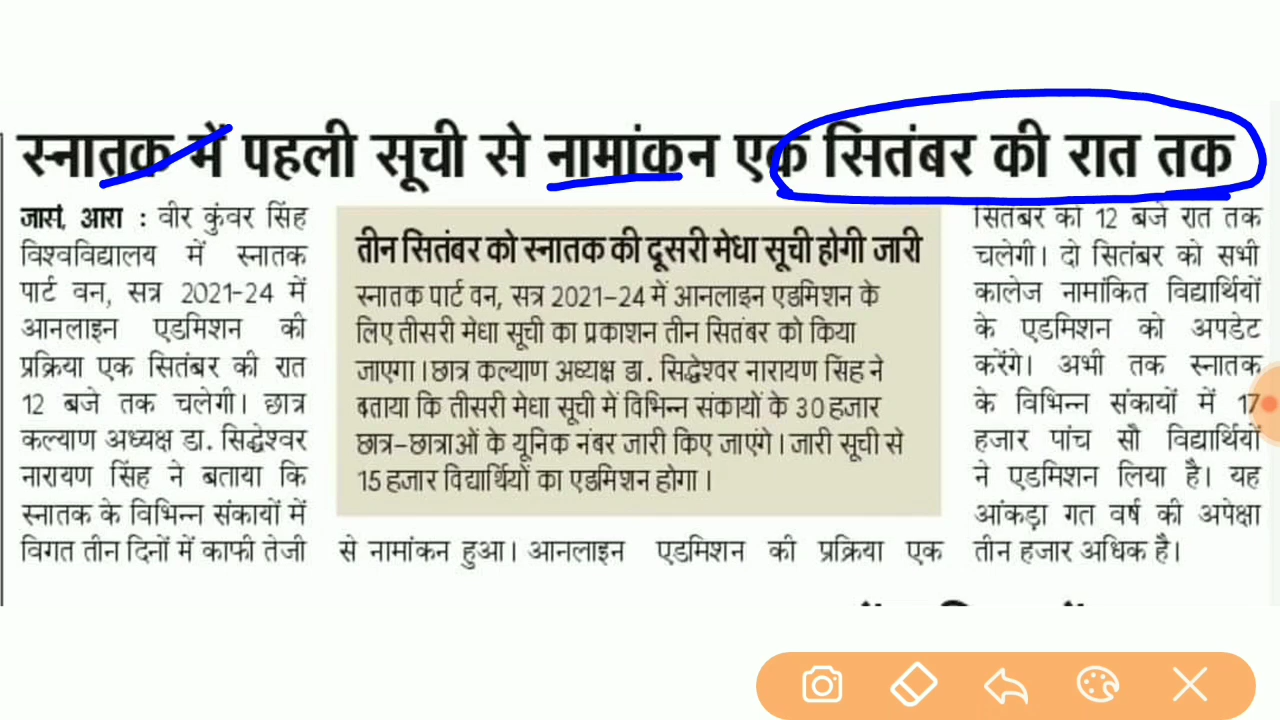 स्नातक में पहली सूची से नामांकन एक सितंबर की रात तक
जासं, आरा : वीर कुंवर सिंह
विश्वविद्यालय में स्नातक
पार्ट वन, सत्र 2021-24 में
आनलाइन एडमिशन की
प्रक्रिया एक सितंबर की रात
12 बजे तक चलेगी। छात्र
कल्याण अध्यक्ष डा. सिद्धेश्वर
नारायण सिंह ने बताया कि
स्नातक के विभिन्न संकायों में
विगत तीन दिनों में काफी तेजी
तीन सितंबर को स्नातक की दूसरी मेधा सूची होगी जारी
स्नातक पार्ट वन, सत्र 2021-24 में आनलाइन एडमिशन के
लिए तीसरी मेधा सूची का प्रकाशन तीन सितंबर को किया
जाएगा। छात्र कल्याण अध्यक्ष डा. सिद्धेश्वर नारायण सिंह ने
बताया कि तीसरी मेधा सूची में विभिन्न संकायों के 30 हजार
छात्र-छात्राओं के यूनिक नंबर जारी किए जाएंगे। जारी सूची से
15 हजार विद्यार्थियों का एडमिशन होगा।
से नामांकन हुआ। आनलाइन एडमिशन की प्रक्रिया एक
सितंबर को 12 बजे रात तक
चलेगी। दो सितंबर को सभी
कालेज नामांकित विद्यार्थियों
के एडमिशन को अपडेट
करेंगे। अभी तक स्नातक
के विभिन्न संकायों में 17
हजार पांच सौ विद्यार्थियों
ने एडमिशन लिया है। यह
आंकड़ा गत वर्ष की अपेक्षा
तीन हजार अधिक है।